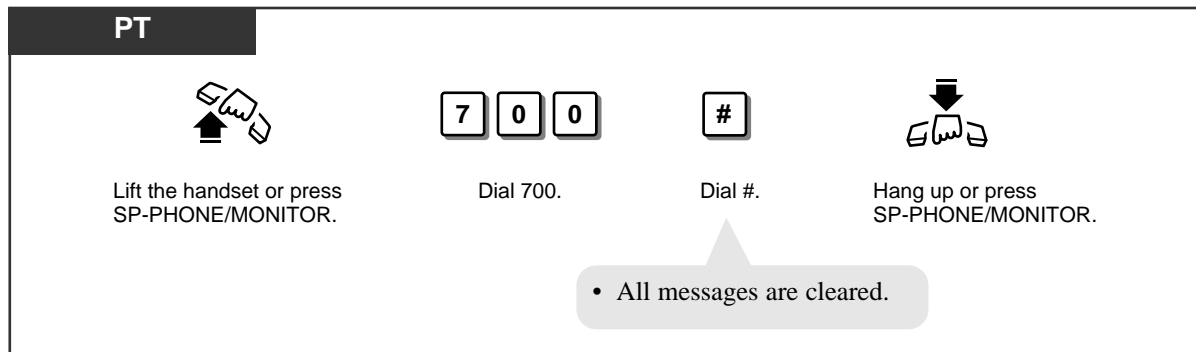 PT
7 0 0 #
Lift the handset or press
SP-PHONE/MONITOR.
Dial 700.
Dial #.
Hang up or press
SP-PHONE/MONITOR.
• All messages are cleared.